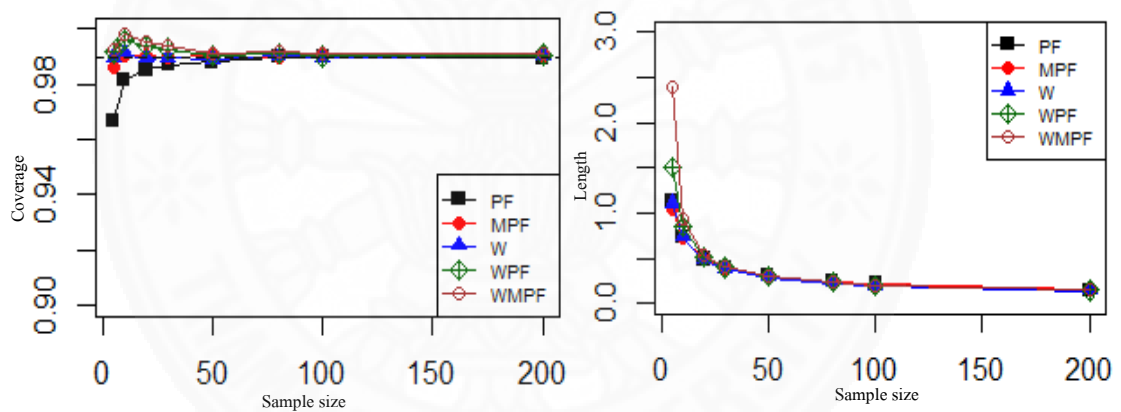 Coverage
0.98
0.94
0.90
PF
MPF
W
WPF
WMPF
0 50 100 150 200
Sample size
Length
3.0
2.0
1.0
0.0
PF
MPF
W
WPF
WMPF
0 50 100 150 200
Sample size